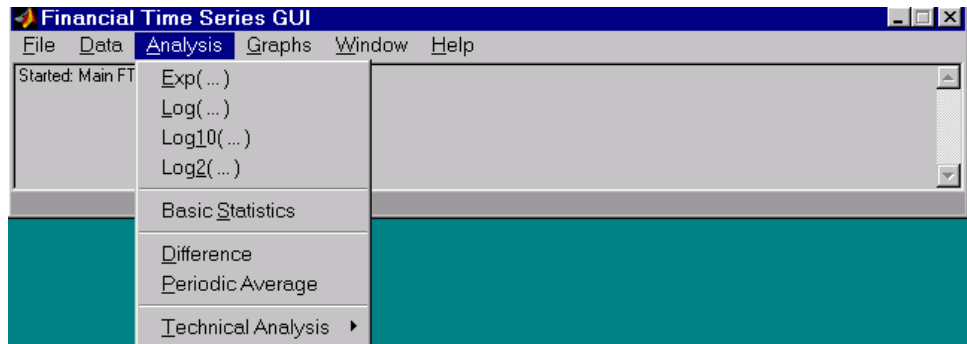 Financial Time Series GUI
File Data Analysis Graphs Window Help
Started: Main FT
Exp(...)
Log(...)
Log10(...)
Log2(...)
Basic Statistics
Difference
Periodic Average
Technical Analysis